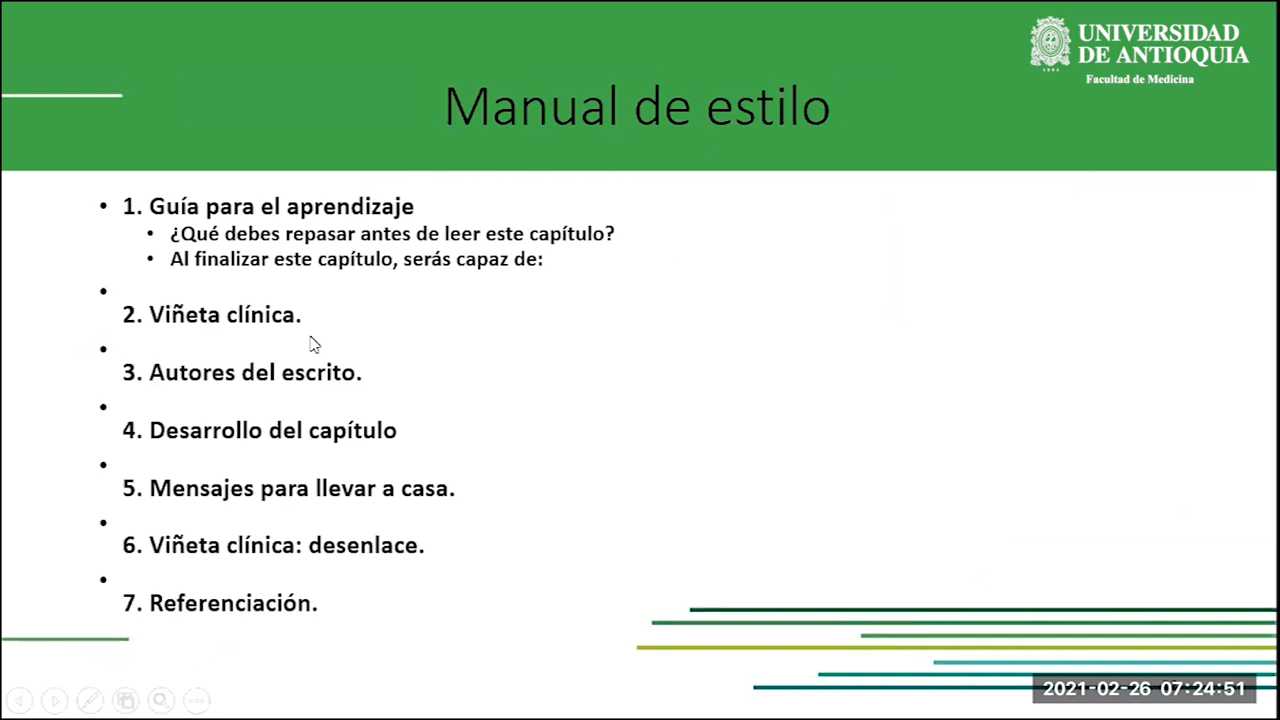 UNIVERSIDAD
DE ANTIOQUIA
1803
Facultad de Medicina
Manual de estilo
• 1. Guía para el aprendizaje
• ¿Qué debes repasar antes de leer este capítulo?
• Al finalizar este capítulo, serás capaz de:
•
2. Viñeta clínica.
•
3. Autores del escrito.
•
4. Desarrollo del capítulo
•
5. Mensajes para llevar a casa.
•
6. Viñeta clínica: desenlace.
•
7. Referenciación.
2021-02-26 07:24:51